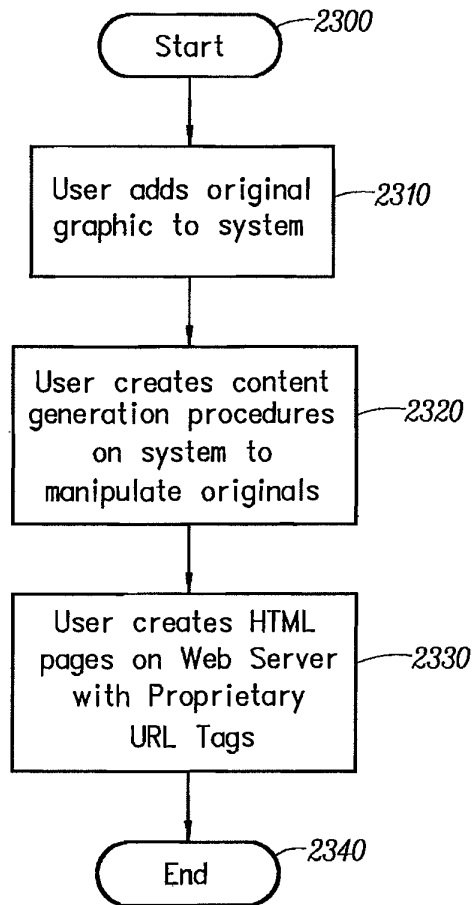 2300
Start
User adds original
graphic to system
2310
User creates content
generation procedures
on system to
manipulate originals
2320
User creates HTML
pages on Web Server
with Proprietary
URL Tags
2330
End
2340